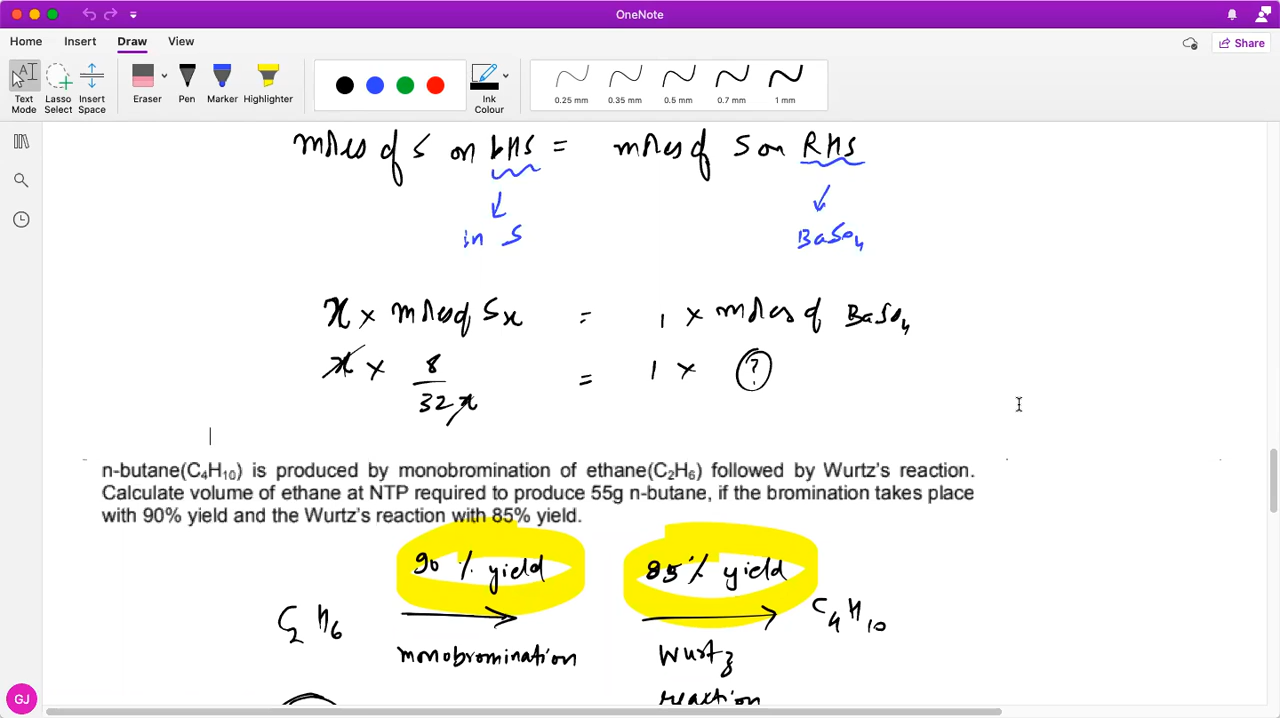 OneNote
Home Insert Draw View
Share
Text Mode
Lasso Select
Insert Space
Eraser
Pen
Marker
Highlighter
Ink Colour
0.25 mm
0.35 mm
0.5 mm
0.7 mm
1 mm
moles of S on LHS = moles of S on RHS
in S BaSO4
x × moles of Sx = 1 × moles of BaSO4
x × 8/32x = 1 × ?
n-butane(C4H10) is produced by monobromination of ethane(C2H6) followed by Wurtz's reaction.
Calculate volume of ethane at NTP required to produce 55g n-butane, if the bromination takes place
with 90% yield and the Wurtz's reaction with 85% yield.
90 % yield 85 % yield
C2H6 C4H10
monobromination Wurtz
reaction
GJ